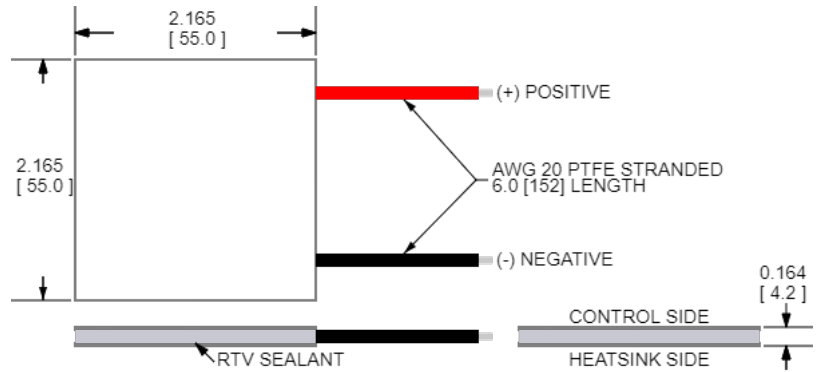 2.165
[ 55.0 ]
(+) POSITIVE
2.165
[ 55.0 ]
AWG 20 PTFE STRANDED
6.0 [152] LENGTH
(-) NEGATIVE
0.164
[ 4.2 ]
CONTROL SIDE
RTV SEALANT
HEATSINK SIDE